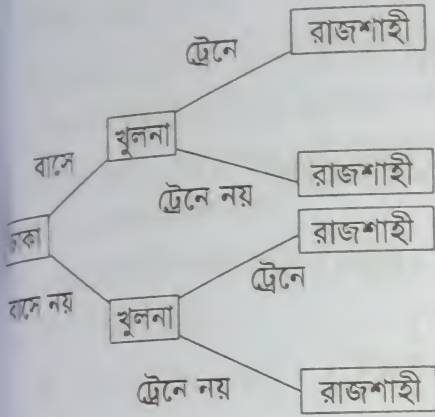 ট্রেনে
রাজশাহী
খুলনা
বাসে
ট্রেনে নয়
রাজশাহী
রাজশাহী
ট্রেনে
বাসে নয়
খুলনা
ট্রেনে নয়
রাজশাহী